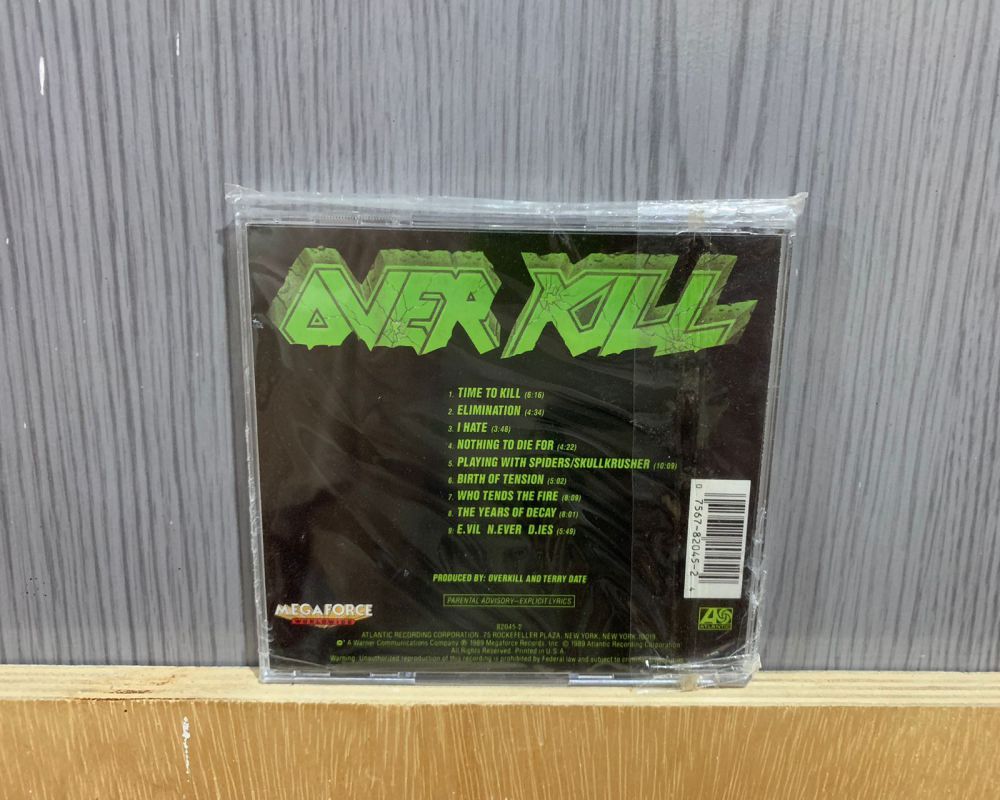 OVER KILL
1. TIME TO KILL (6:16)
2. ELIMINATION (4:34)
3. I HATE (3:48)
4. NOTHING TO DIE FOR (4:22)
5. PLAYING WITH SPIDERS/SKULLKRUSHER (10:09)
6. BIRTH OF TENSION (5:02)
7. WHO TENDS THE FIRE (8:09)
8. THE YEARS OF DECAY (8:01)
9. E.VIL N.EVER D.IES (5:49)
PRODUCED BY: OVERKILL AND TERRY DATE
PARENTAL ADVISORY—EXPLICIT LYRICS
0 7567-82045-2 4
MEGAFORCE
WORLDWIDE
ATLANTIC
82045-2
ATLANTIC RECORDING CORPORATION, 75 ROCKEFELLER PLAZA, NEW YORK, NEW YORK 10019
A Warner Communications Company ℗ 1989 Megaforce Records, Inc. © 1989 Atlantic Recording Corporation
All Rights Reserved. Printed in U.S.A.
Warning: Unauthorized reproduction of this recording is prohibited by Federal law and subject to